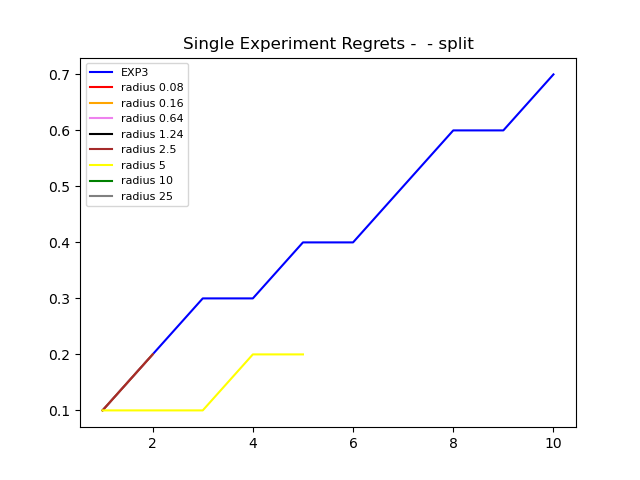 Single Experiment Regrets -  - split
EXP3
radius 0.08
radius 0.16
radius 0.64
radius 1.24
radius 2.5
radius 5
radius 10
radius 25
0.7
0.6
0.5
0.4
0.3
0.2
0.1
2 4 6 8 10